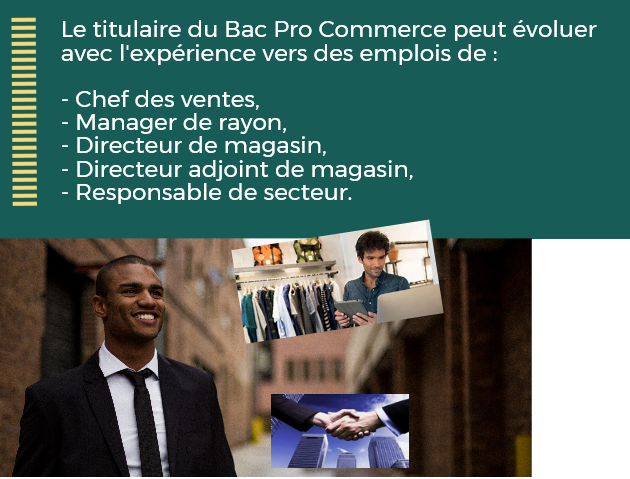 Le titulaire du Bac Pro Commerce peut évoluer
avec l'expérience vers des emplois de :
- Chef des ventes,
- Manager de rayon,
- Directeur de magasin,
- Directeur adjoint de magasin,
- Responsable de secteur.